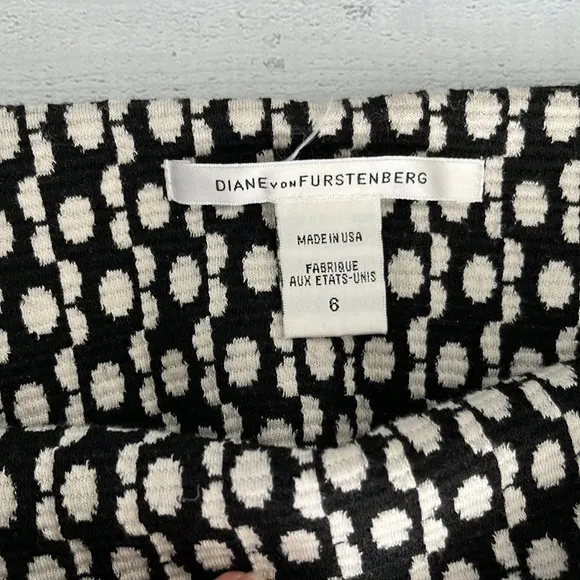 DIANE VON FURSTENBERG
MADE IN USA
FABRIQUE
AUX ETATS-UNIS
6